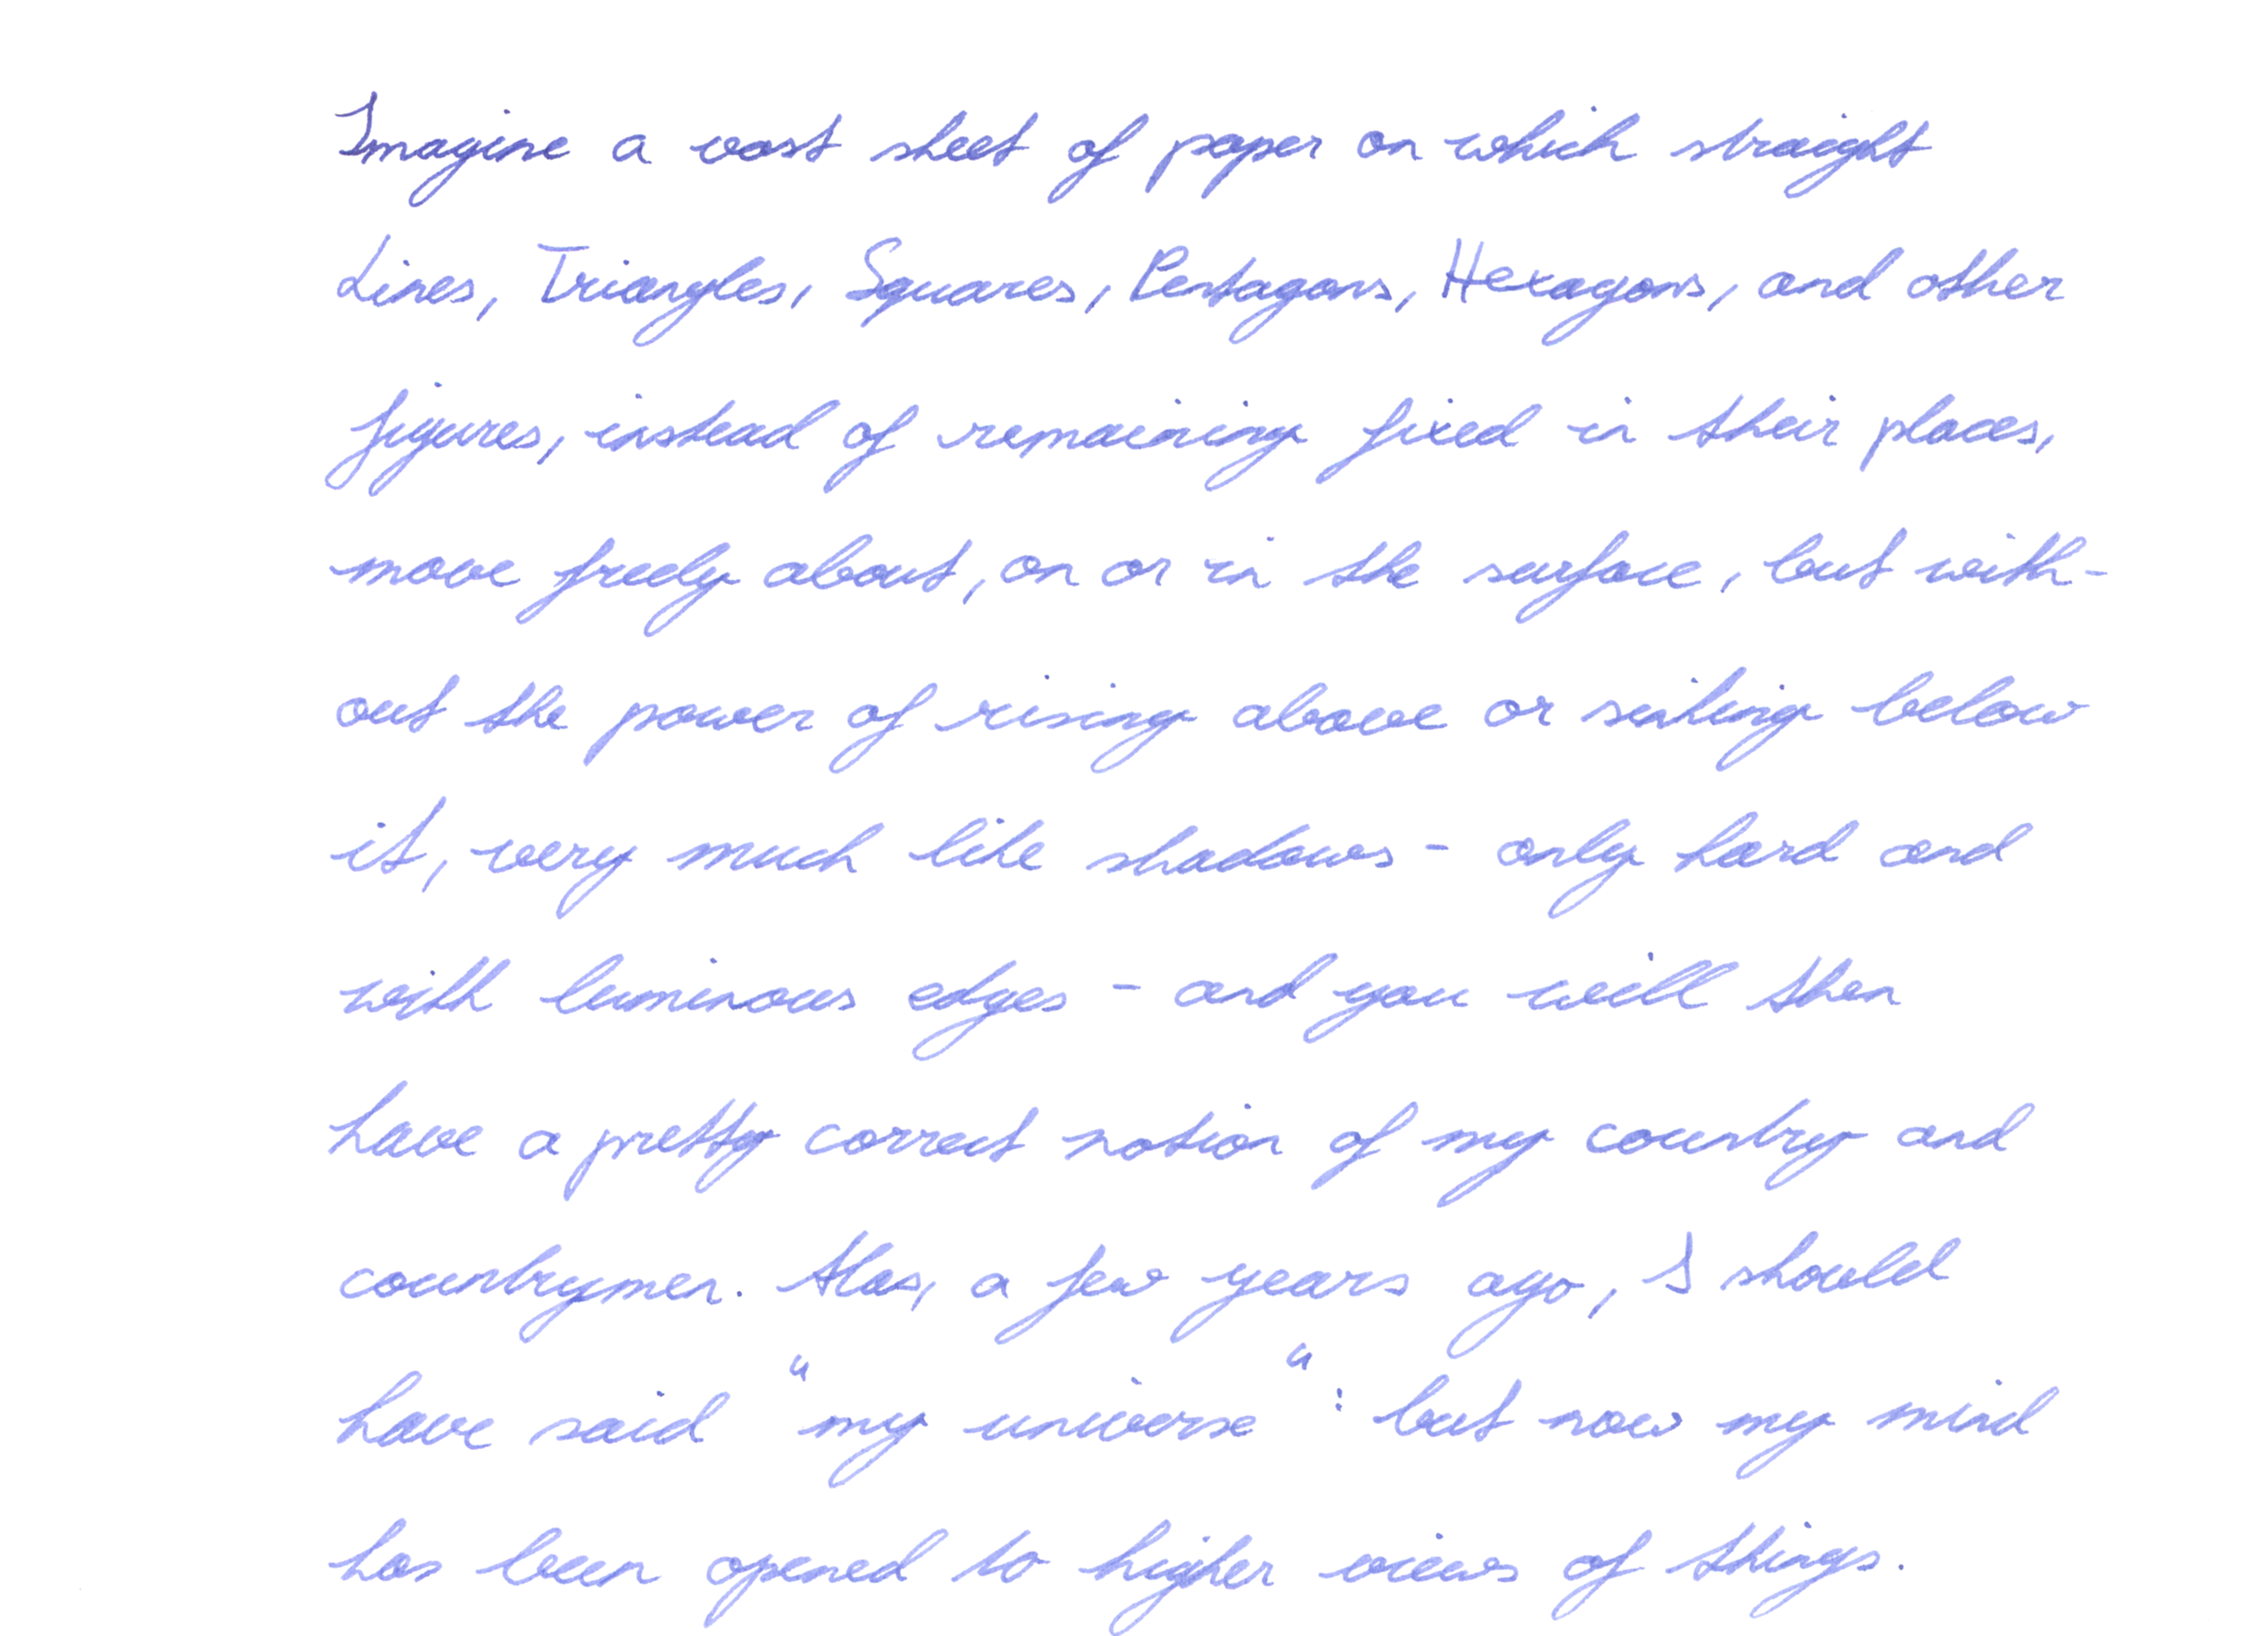 Imagine a vast sheet of paper on which straight
Lines, Triangles, Squares, Pentagons, Hexagons, and other
figures, instead of remaining fixed in their places,
move freely about, on or in the surface, but with-
out the power of rising above or sinking below
it, very much like shadows - only hard and
with luminous edges - and you will then
have a pretty correct notion of my country and
countrymen. Alas, a few years ago, I should
have said "my universe": but now my mind
has been opened to higher views of things.